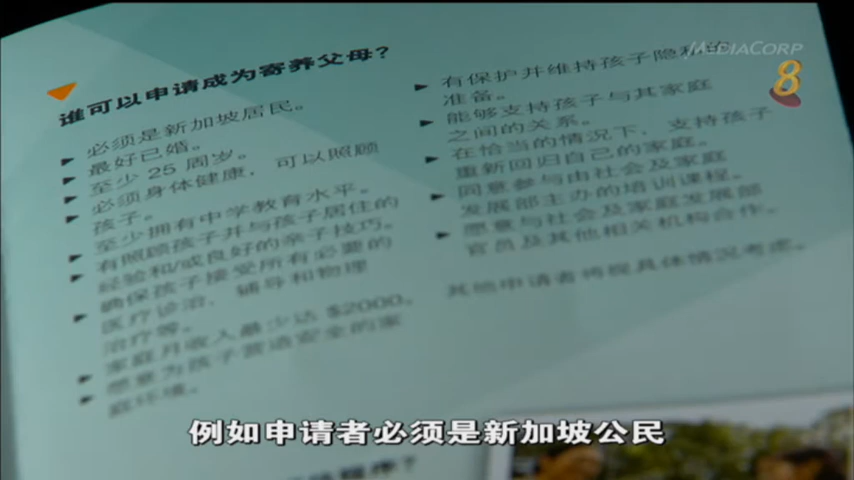 谁可以申请成为寄养父母?
必须是新加坡居民。
最好已婚。
至少 25 周岁。
必须身体健康，可以照顾
孩子。
至少拥有中学教育水平。
有照顾孩子并与孩子居住的
经验和/或良好的亲子技巧。
确保孩子接受所有必要的
医疗诊治、辅导和物理
治疗等。
家庭月收入最少达 $2000。
愿意为孩子营造安全的家
庭环境。
有保护并维持孩子隐私的
准备。
能够支持孩子与其家庭
之间的关系。
在恰当的情况下，支持孩子
重新回归自己的家庭。
同意参与由社会及家庭
发展部主办的培训课程。
愿意与社会及家庭发展部
官员及其他相关机构合作。
其他申请者将按具体情况考虑。
MEDIACORP
8
例如申请者必须是新加坡公民